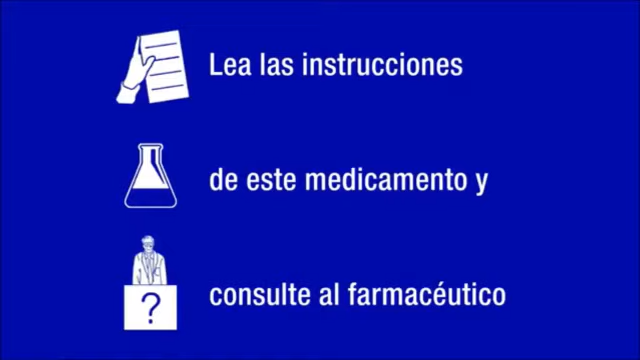 Lea las instrucciones
de este medicamento y
?
consulte al farmacéutico